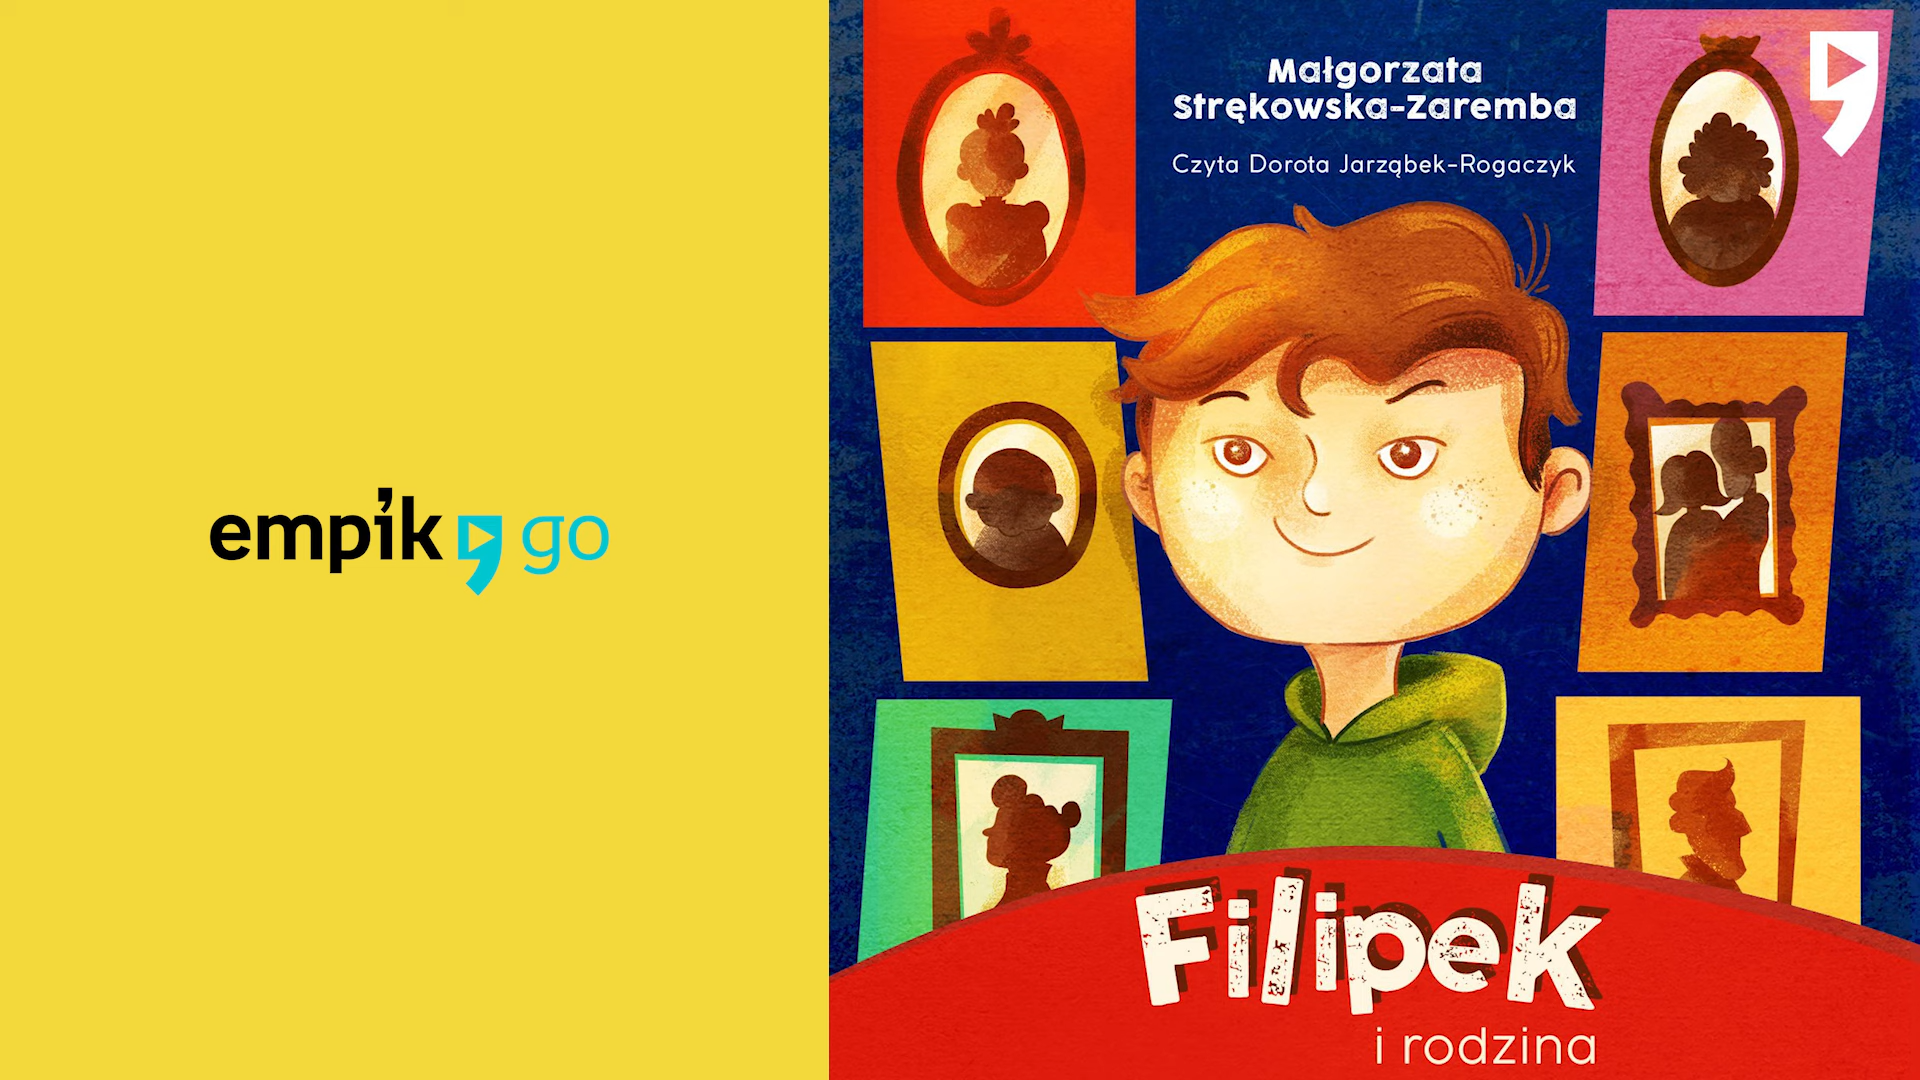 empik go
Małgorzata
Strękowska-Zaremba
Czyta Dorota Jarząbek-Rogaczyk
Filipek
i rodzina